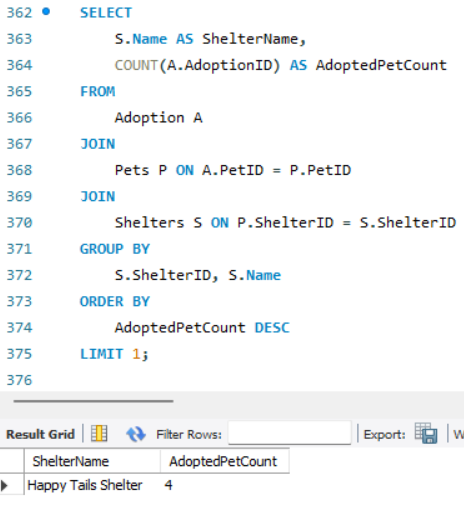 362 SELECT
363 S.Name AS ShelterName,
364 COUNT(A.AdoptionID) AS AdoptedPetCount
365 FROM
366 Adoption A
367 JOIN
368 Pets P ON A.PetID = P.PetID
369 JOIN
370 Shelters S ON P.ShelterID = S.ShelterID
371 GROUP BY
372 S.ShelterID, S.Name
373 ORDER BY
374 AdoptedPetCount DESC
375 LIMIT 1;
376
Result Grid Filter Rows: Export: W
ShelterName AdoptedPetCount
Happy Tails Shelter 4